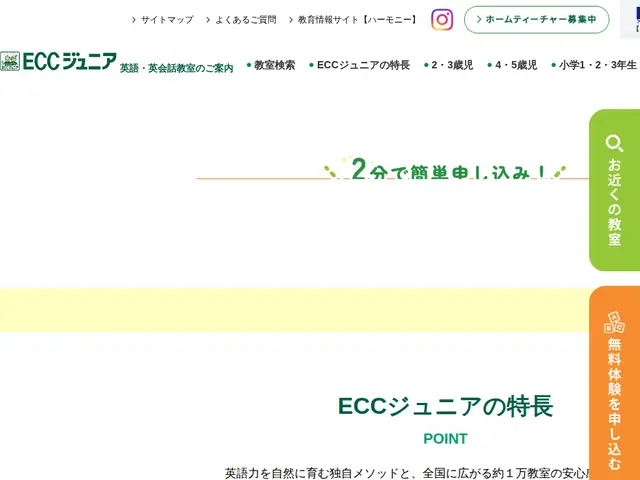 サイトマップ
よくあるご質問
教育情報サイト【ハーモニー】
ホームティーチャー募集中
ECCジュニア
英語・英会話教室のご案内
教室検索
ECCジュニアの特長
2・3歳児
4・5歳児
小学1・2・3年生
2分で簡単申し込み！
お近くの教室
ABC
無料体験を申し込む
ECCジュニアの特長
POINT
英語力を自然に育む独自メソッドと、全国に広がる約１万教室の安心